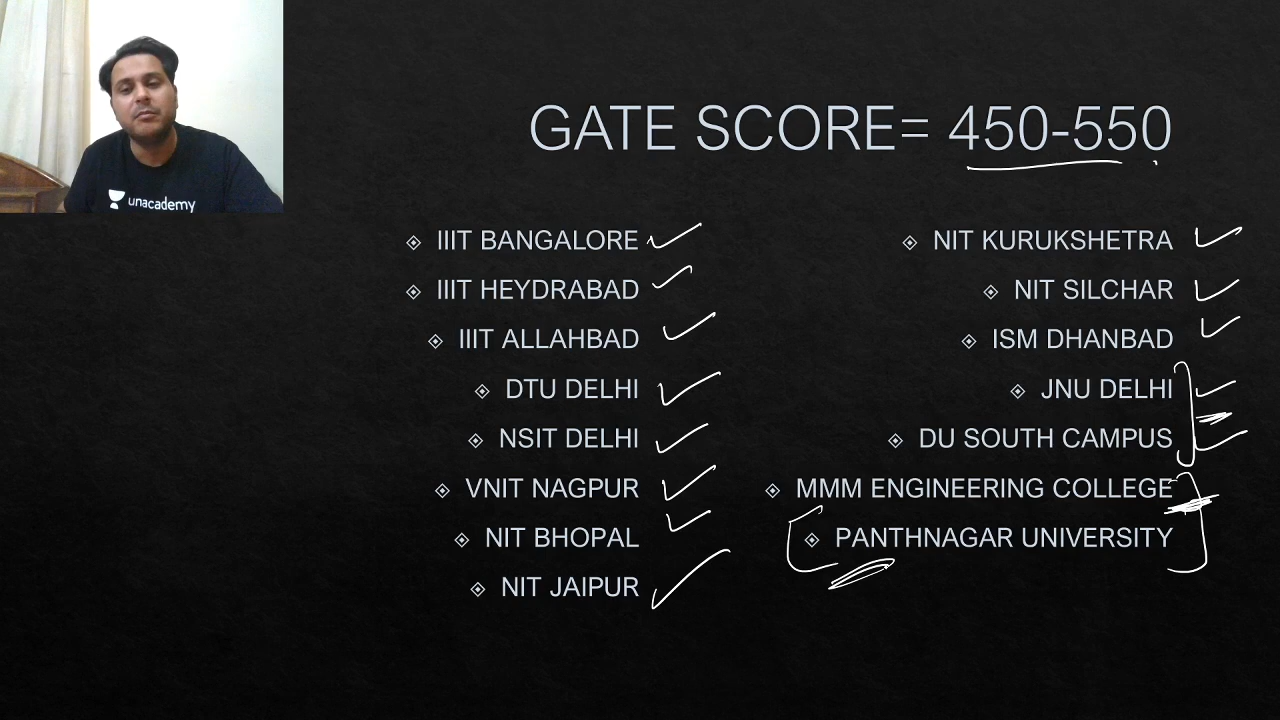 unacademy
GATE SCORE= 450-550
IIIT BANGALORE
IIIT HEYDRABAD
IIIT ALLAHBAD
DTU DELHI
NSIT DELHI
VNIT NAGPUR
NIT BHOPAL
NIT JAIPUR
NIT KURUKSHETRA
NIT SILCHAR
ISM DHANBAD
JNU DELHI
DU SOUTH CAMPUS
MMM ENGINEERING COLLEGE
PANTHNAGAR UNIVERSITY